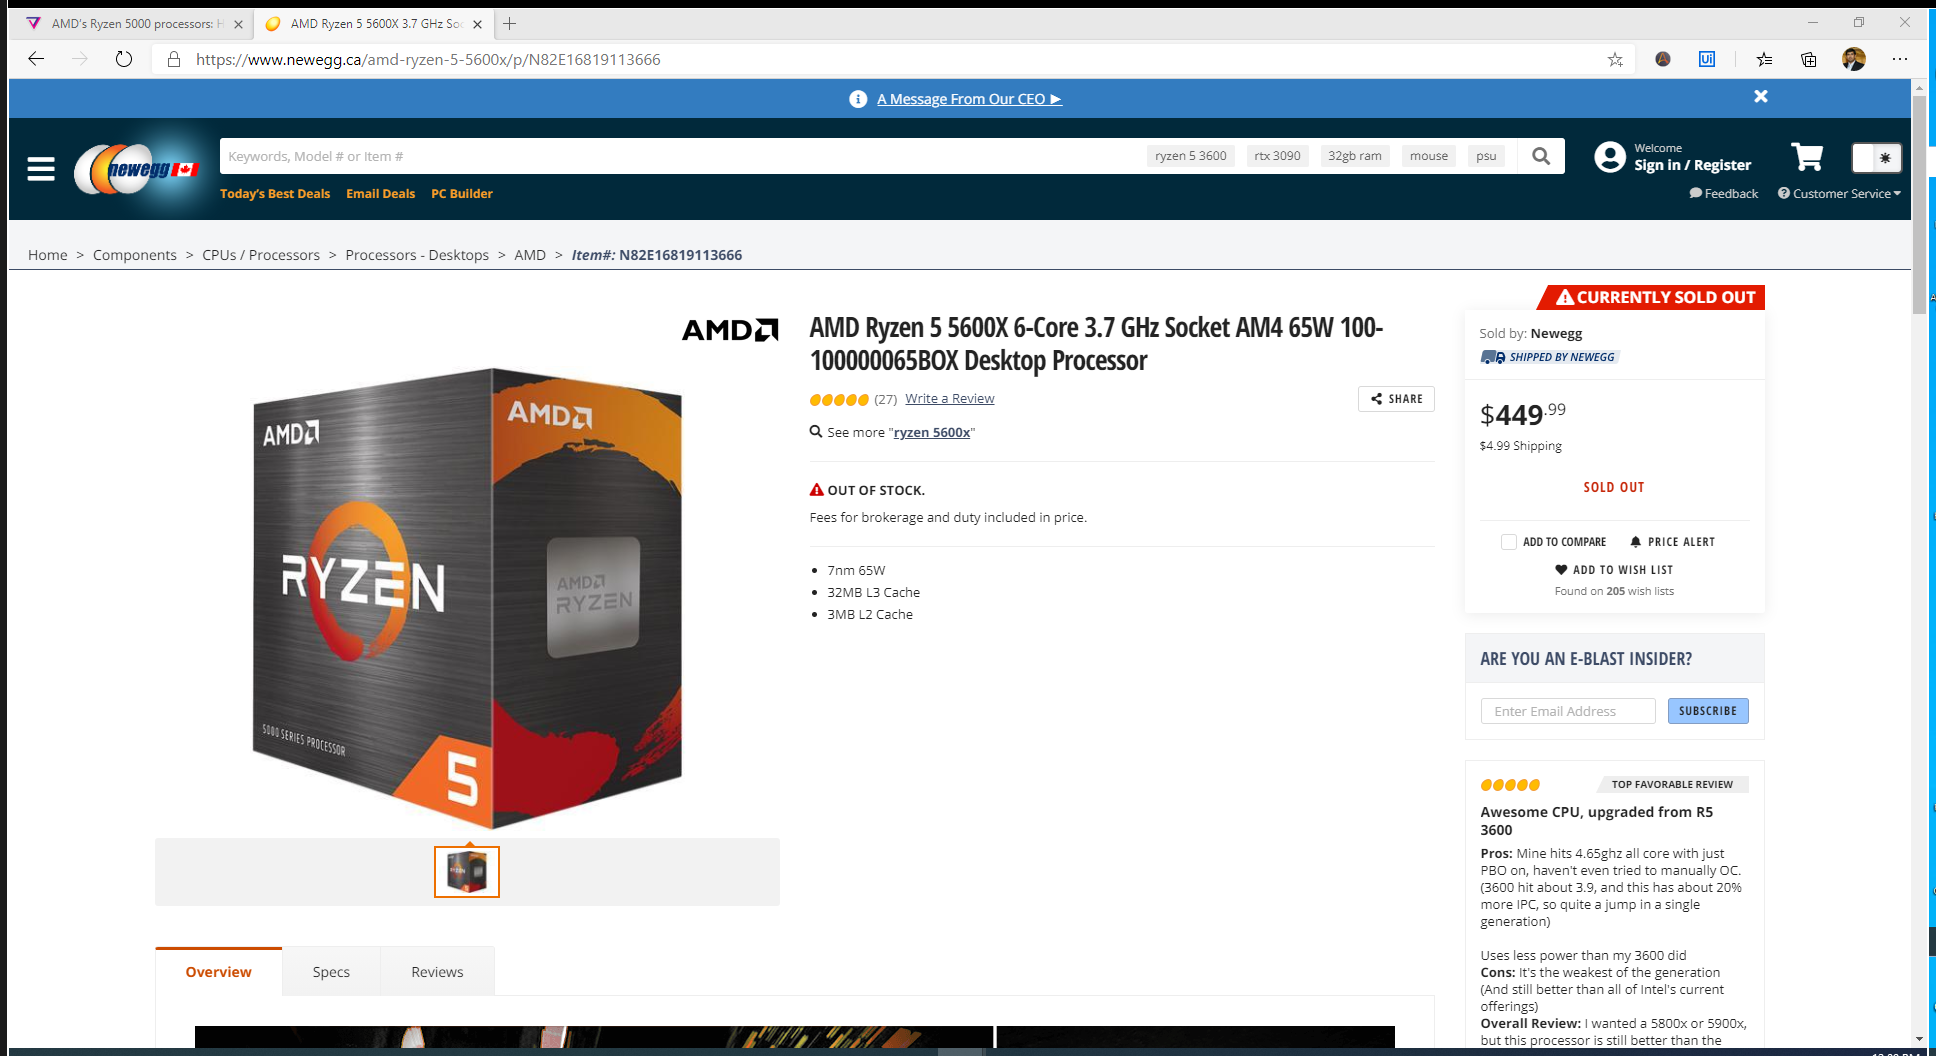 AMD's Ryzen 5000 processors: H
AMD Ryzen 5 5600X 3.7 GHz Soc
https://www.newegg.ca/amd-ryzen-5-5600x/p/N82E16819113666
A Message From Our CEO ▶
newegg
Keywords, Model # or Item #
ryzen 5 3600
rtx 3090
32gb ram
mouse
psu
Welcome
Sign in / Register
Today's Best Deals
Email Deals
PC Builder
Feedback
Customer Service
Home > Components > CPUs / Processors > Processors - Desktops > AMD > Item#: N82E16819113666
CURRENTLY SOLD OUT
AMD
AMD
AMD
RYZEN
AMD
RYZEN
5000 SERIES PROCESSOR
5
AMD Ryzen 5 5600X 6-Core 3.7 GHz Socket AM4 65W 100-
100000065BOX Desktop Processor
(27) Write a Review
SHARE
See more "ryzen 5600x"
OUT OF STOCK.
Fees for brokerage and duty included in price.
• 7nm 65W
• 32MB L3 Cache
• 3MB L2 Cache
Sold by: Newegg
SHIPPED BY NEWEGG
$449.99
$4.99 Shipping
SOLD OUT
ADD TO COMPARE
PRICE ALERT
ADD TO WISH LIST
Found on 205 wish lists
ARE YOU AN E-BLAST INSIDER?
Enter Email Address
SUBSCRIBE
TOP FAVORABLE REVIEW
Awesome CPU, upgraded from R5
3600
Pros: Mine hits 4.65ghz all core with just
PBO on, haven't even tried to manually OC.
(3600 hit about 3.9, and this has about 20%
more IPC, so quite a jump in a single
generation)
Uses less power than my 3600 did
Cons: It's the weakest of the generation
(And still better than all of Intel's current
offerings)
Overall Review: I wanted a 5800x or 5900x,
but this processor is still better than the
Overview
Specs
Reviews